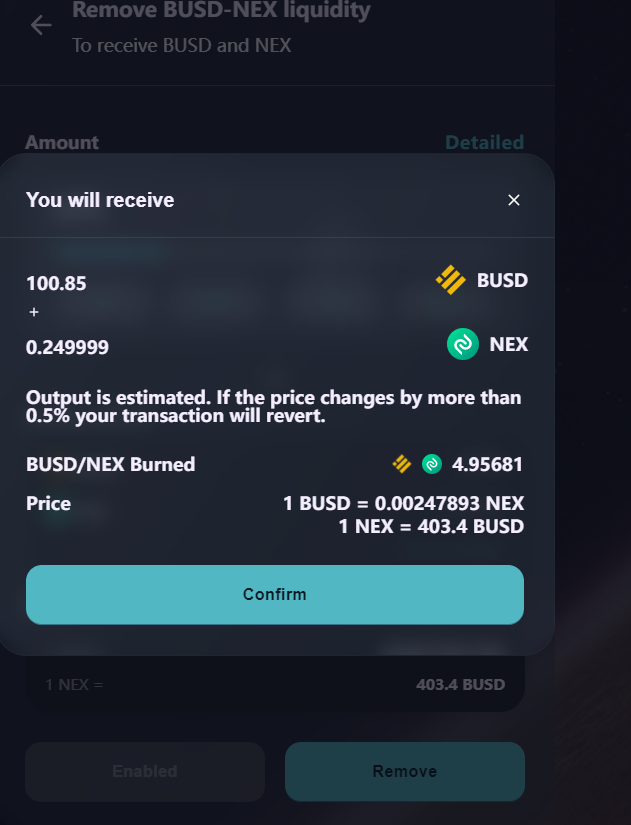 Remove BUSD-NEX liquidity
To receive BUSD and NEX
Amount Detailed
You will receive ×
100.85 BUSD
+
0.249999 NEX
Output is estimated. If the price changes by more than
0.5% your transaction will revert.
BUSD/NEX Burned 4.95681
Price 1 BUSD = 0.00247893 NEX
1 NEX = 403.4 BUSD
Confirm
1 NEX = 403.4 BUSD
Enabled Remove